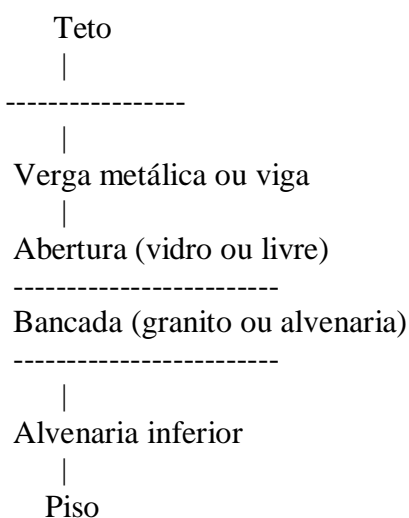 Teto
|
-----------------
|
Verga metálica ou viga
|
Abertura (vidro ou livre)
-------------------------
Bancada (granito ou alvenaria)
-------------------------
|
Alvenaria inferior
|
Piso